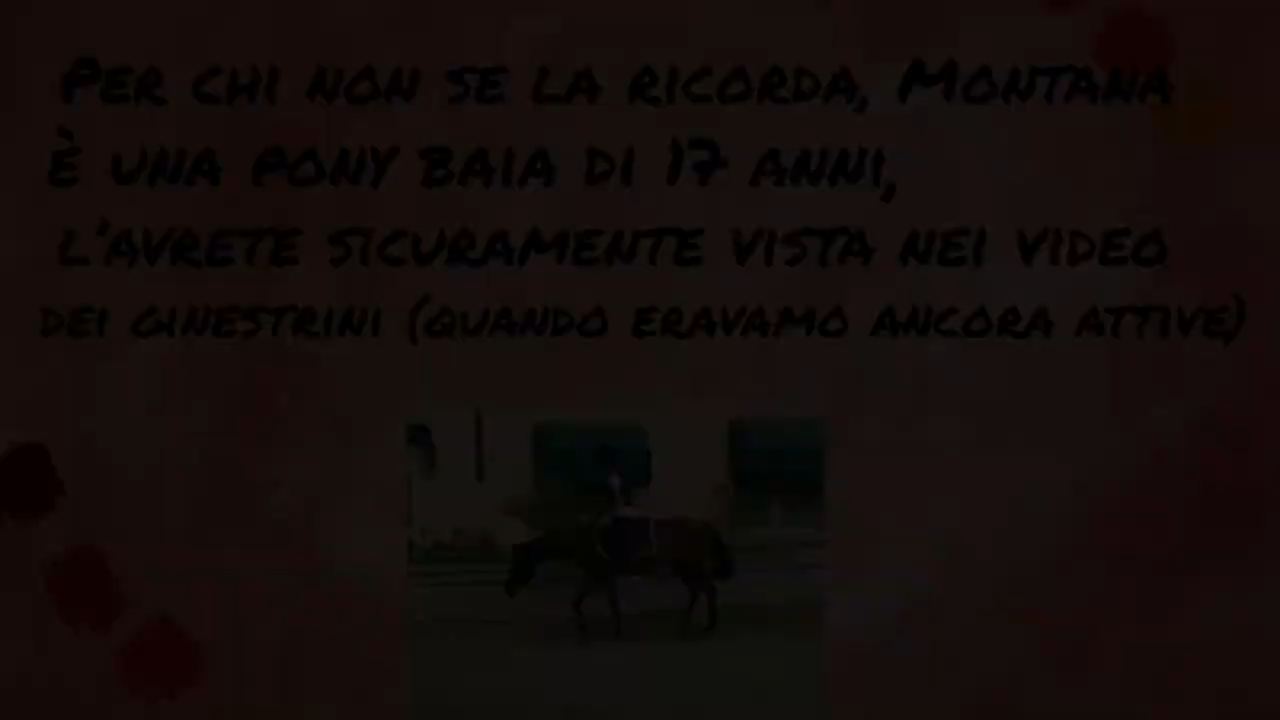 Per chi non se la ricorda, Montana
è una pony baia di 17 anni,
l'avrete sicuramente vista nei video
dei ginestrini (quando eravamo ancora attive)